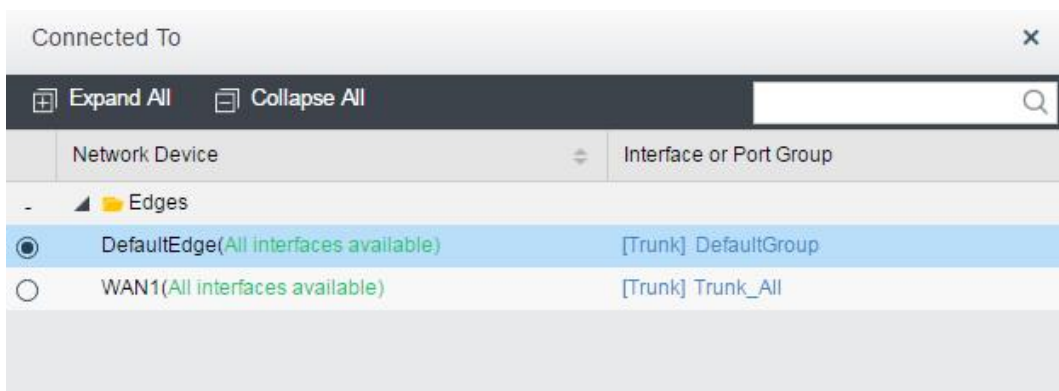 Connected To
Expand All Collapse All
Network Device Interface or Port Group
Edges
DefaultEdge(All interfaces available) [Trunk] DefaultGroup
WAN1(All interfaces available) [Trunk] Trunk_All